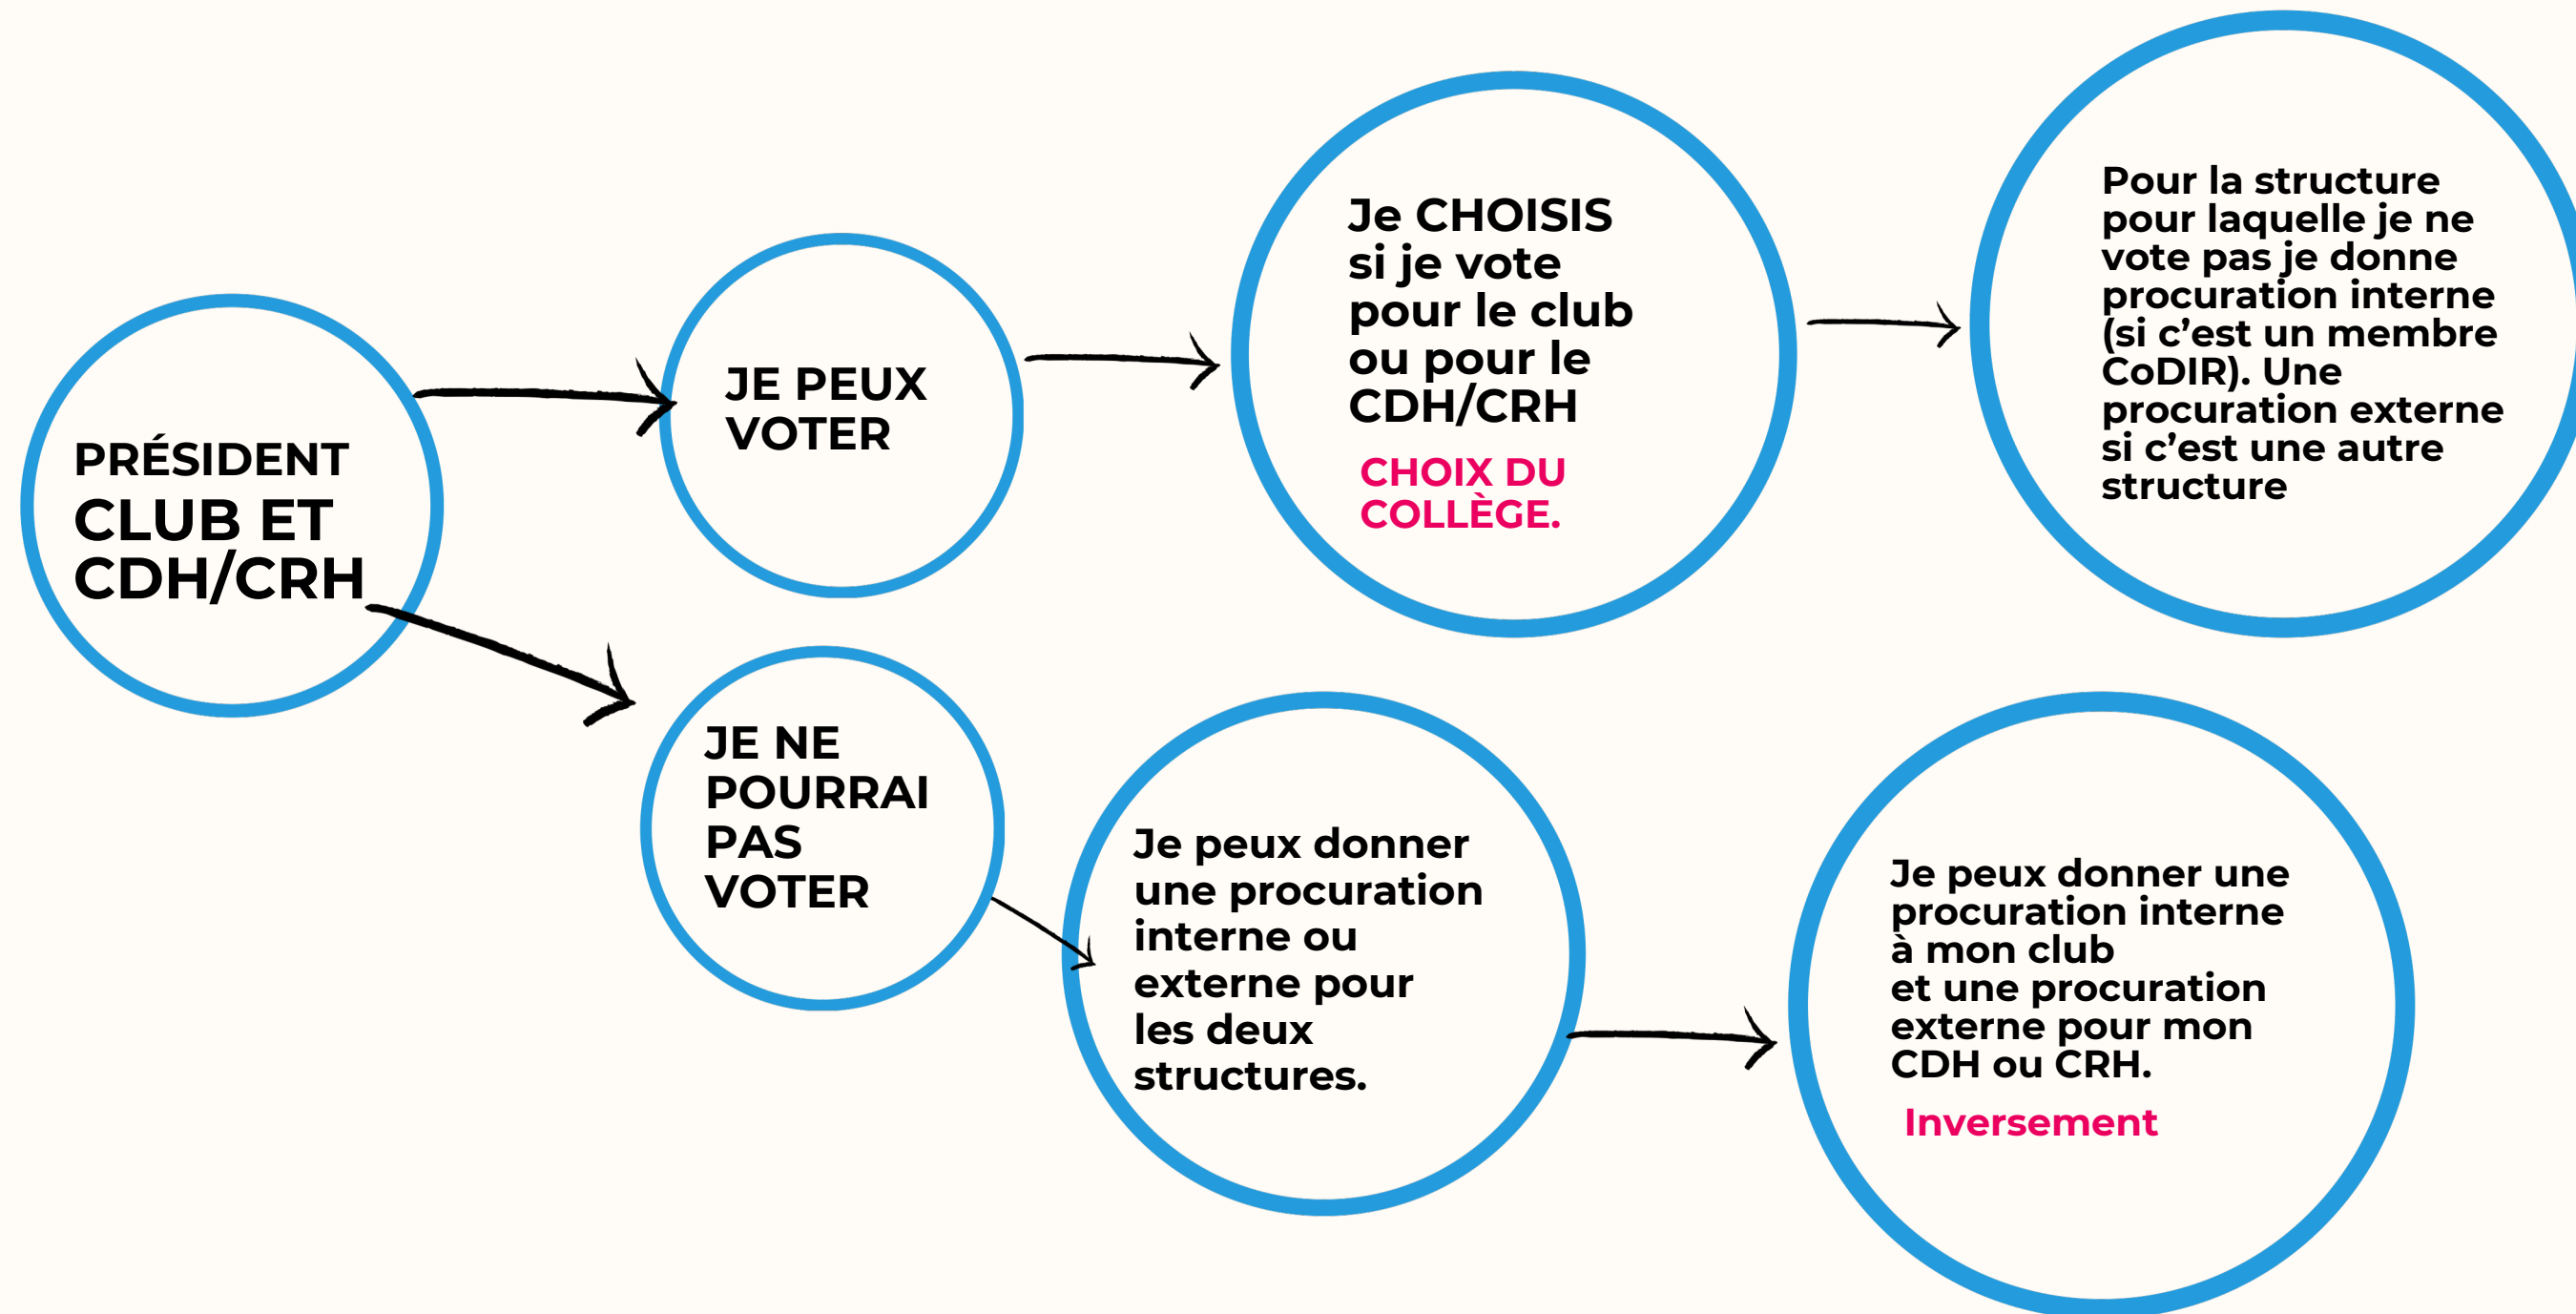 PRÉSIDENT
CLUB ET
CDH/CRH
JE PEUX
VOTER
Je CHOISIS
si je vote
pour le club
ou pour le
CDH/CRH
CHOIX DU
COLLÈGE.
Pour la structure
pour laquelle je ne
vote pas je donne
procuration interne
(si c’est un membre
CoDIR). Une
procuration externe
si c’est une autre
structure
JE NE
POURRAI
PAS
VOTER
Je peux donner
une procuration
interne ou
externe pour
les deux
structures.
Je peux donner une
procuration interne
à mon club
et une procuration
externe pour mon
CDH ou CRH.
Inversement